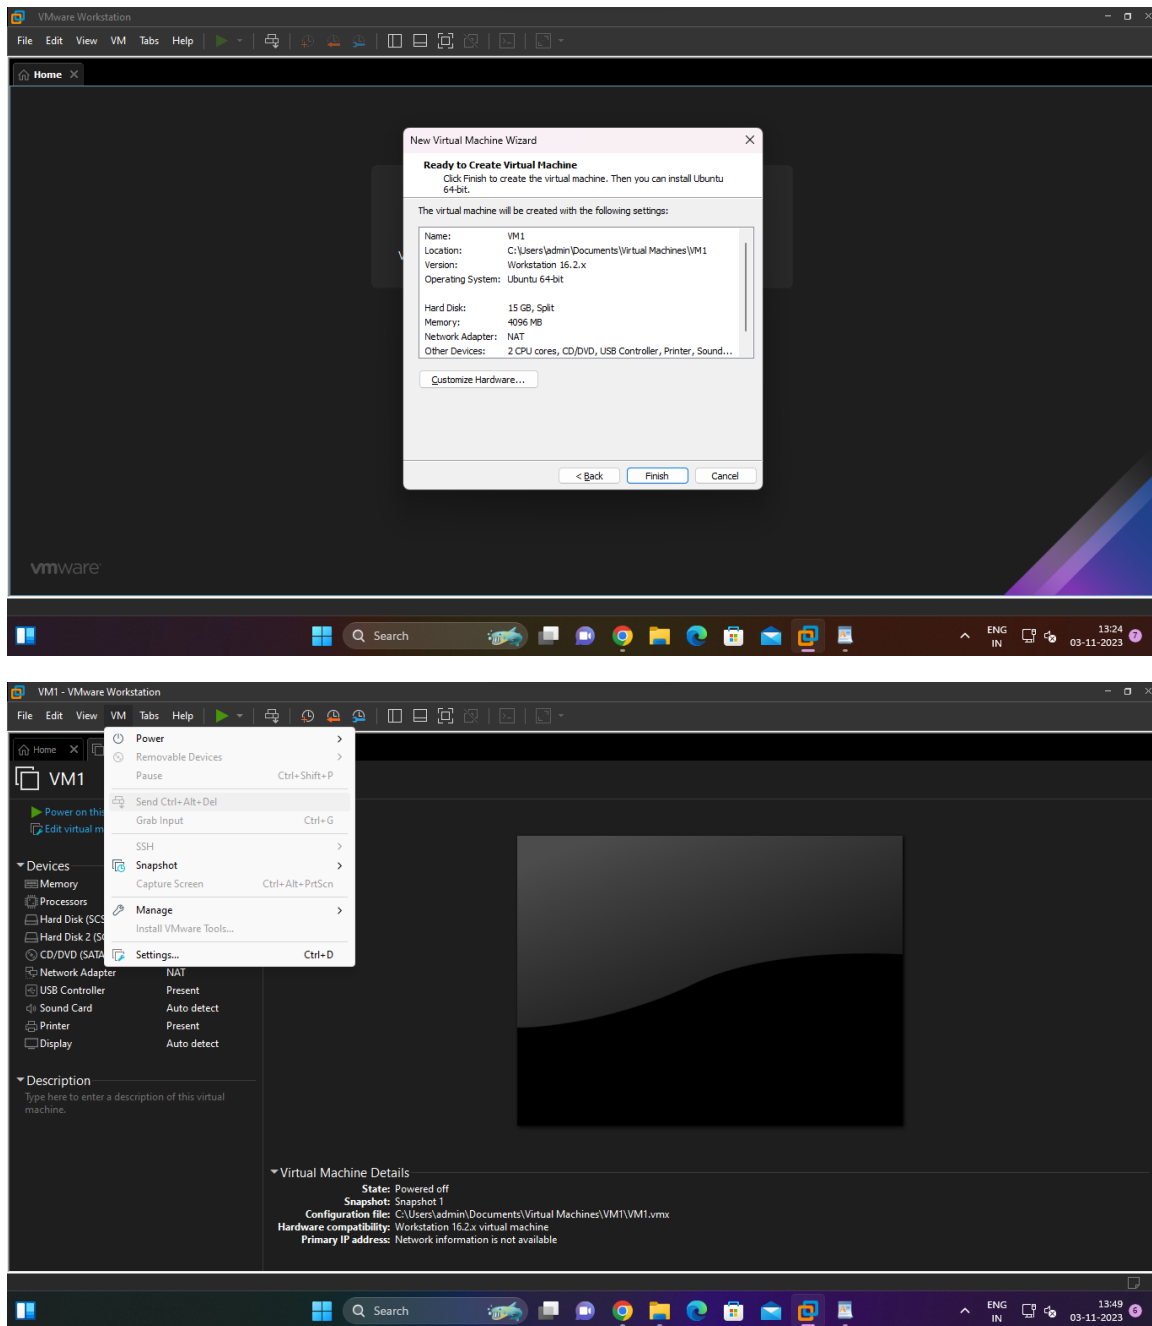 VMware Workstation
File Edit View VM Tabs Help
Home
New Virtual Machine Wizard
Ready to Create Virtual Machine
Click Finish to create the virtual machine. Then you can install Ubuntu
64-bit.
The virtual machine will be created with the following settings:
Name: VM1
Location: C:\Users\admin\Documents\Virtual Machines\VM1
Version: Workstation 16.2.x
Operating System: Ubuntu 64-bit
Hard Disk: 15 GB, Split
Memory: 4096 MB
Network Adapter: NAT
Other Devices: 2 CPU cores, CD/DVD, USB Controller, Printer, Sound...
Customize Hardware...
< Back Finish Cancel
vmware
Search
ENG
IN
13:24
03-11-2023
7
VM1 - VMware Workstation
File Edit View VM Tabs Help
Home
VM1
Power on this
Edit virtual m
Power
Removable Devices
Pause Ctrl+Shift+P
Send Ctrl+Alt+Del
Grab Input Ctrl+G
SSH
Snapshot
Capture Screen Ctrl+Alt+PrtScn
Manage
Install VMware Tools...
Settings... Ctrl+D
Devices
Memory
Processors
Hard Disk (SCS
Hard Disk 2 (S
CD/DVD (SATA
Network Adapter NAT
USB Controller Present
Sound Card Auto detect
Printer Present
Display Auto detect
Description
Type here to enter a description of this virtual
machine.
Virtual Machine Details
State: Powered off
Snapshot: Snapshot 1
Configuration file: C:\Users\admin\Documents\Virtual Machines\VM1\VM1.vmx
Hardware compatibility: Workstation 16.2.x virtual machine
Primary IP address: Network information is not available
Search
ENG
IN
13:49
03-11-2023
6